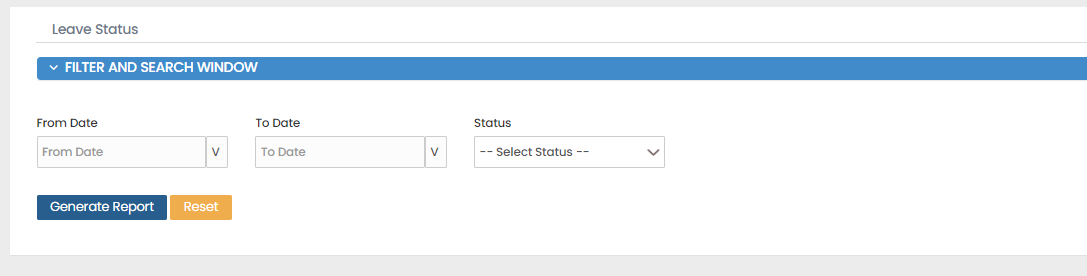 Leave Status
FILTER AND SEARCH WINDOW
From Date To Date Status
From Date V To Date V -- Select Status --
Generate Report Reset